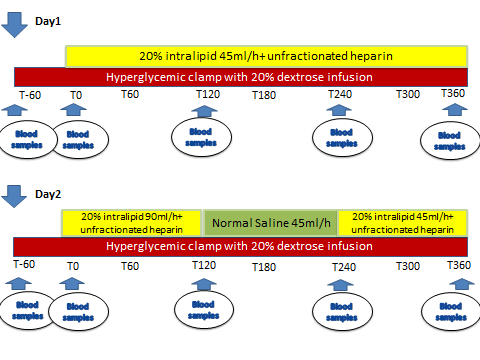 Day1
20% intralipid 45ml/h+ unfractionated heparin
Hyperglycemic clamp with 20% dextrose infusion
T-60 T0 T60 T120 T180 T240 T300 T360
Blood samples
Blood samples
Blood samples
Blood samples
Blood samples
Day2
20% intralipid 90ml/h+
unfractionated heparin
Normal Saline 45ml/h
20% intralipid 45ml/h+
unfractionated heparin
Hyperglycemic clamp with 20% dextrose infusion
T-60 T0 T60 T120 T180 T240 T300 T360
Blood samples
Blood samples
Blood samples
Blood samples
Blood samples